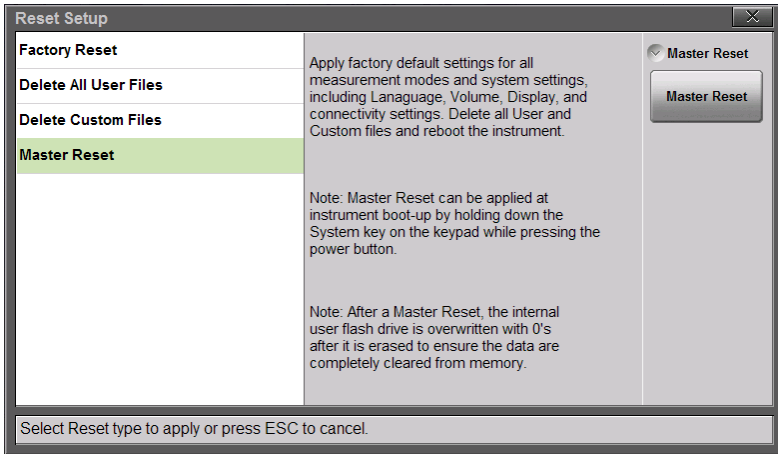 Reset Setup
Factory Reset
Delete All User Files
Delete Custom Files
Master Reset
Apply factory default settings for all
measurement modes and system settings,
including Lanaguage, Volume, Display, and
connectivity settings. Delete all User and
Custom files and reboot the instrument.
Note: Master Reset can be applied at
instrument boot-up by holding down the
System key on the keypad while pressing the
power button.
Note: After a Master Reset, the internal
user flash drive is overwritten with 0's
after it is erased to ensure the data are
completely cleared from memory.
Master Reset
Master Reset
Select Reset type to apply or press ESC to cancel.